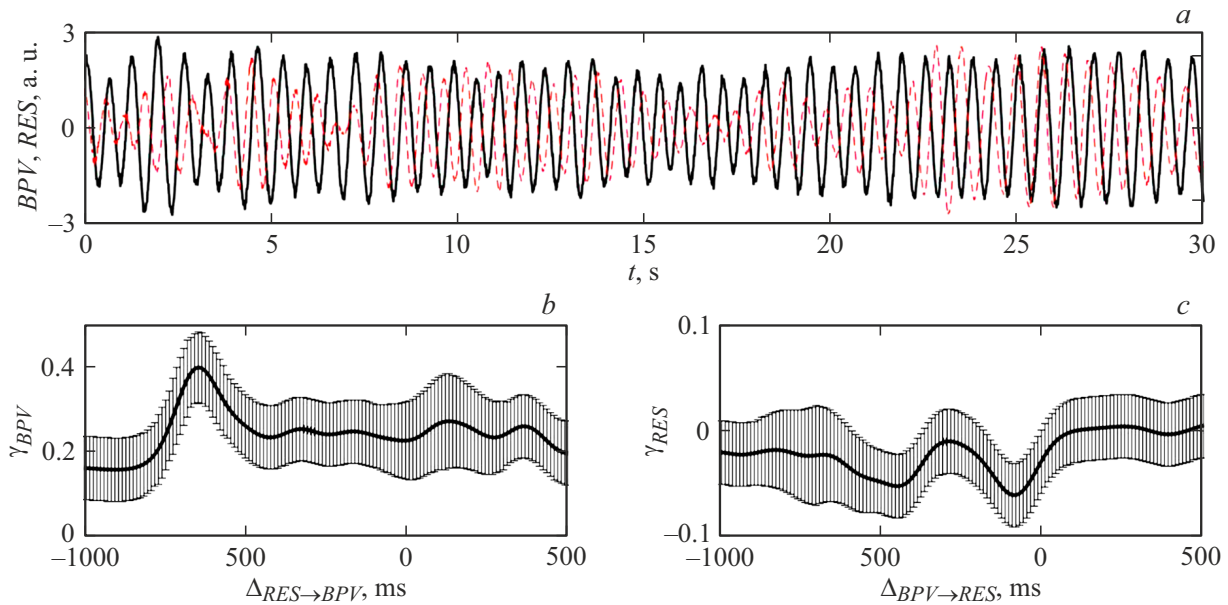 a
3
0
−3
BPV, RES, a. u.
0 5 10 15 20 25 30
t, s
b
0.4
0.2
0
γBPV
−1000 500 0 500
ΔRES→BPV, ms
c
0.1
0
−0.1
γRES
−1000 500 0 500
ΔBPV→RES, ms